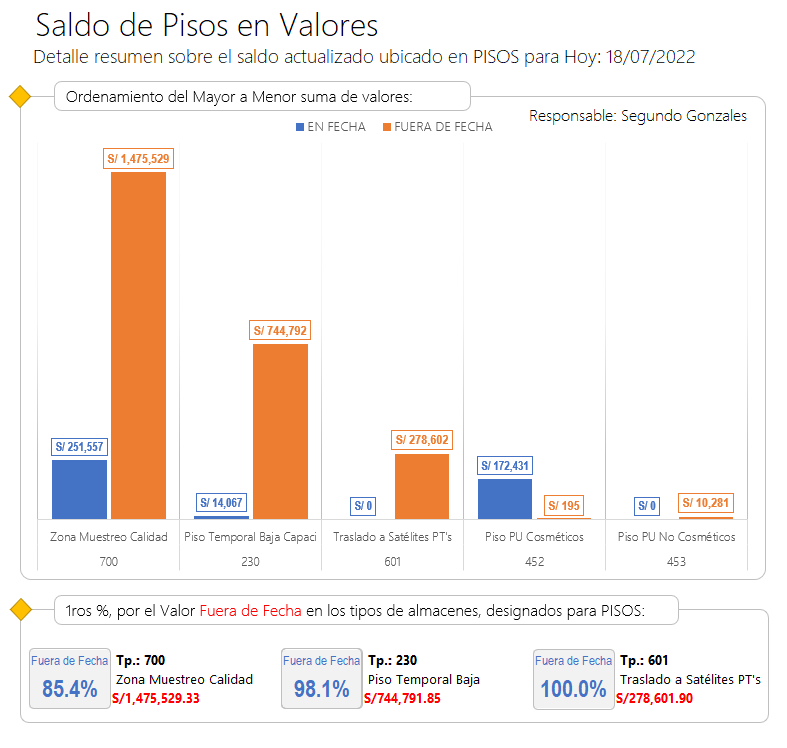 Saldo de Pisos en Valores
Detalle resumen sobre el saldo actualizado ubicado en PISOS para Hoy: 18/07/2022
Ordenamiento del Mayor a Menor suma de valores:
Responsable: Segundo Gonzales
EN FECHA FUERA DE FECHA
S/ 1,475,529
S/ 744,792
S/ 251,557
S/ 278,602
S/ 172,431
S/ 14,067
S/ 0
S/ 195
S/ 0
S/ 10,281
Zona Muestreo Calidad Piso Temporal Baja Capaci Traslado a Satélites PT's Piso PU Cosméticos Piso PU No Cosméticos
700 230 601 452 453
1ros %, por el Valor Fuera de Fecha en los tipos de almacenes, designados para PISOS:
Fuera de Fecha
85.4%
Tp.: 700
Zona Muestreo Calidad
S/1,475,529.33
Fuera de Fecha
98.1%
Tp.: 230
Piso Temporal Baja
S/744,791.85
Fuera de Fecha
100.0%
Tp.: 601
Traslado a Satélites PT's
S/278,601.90